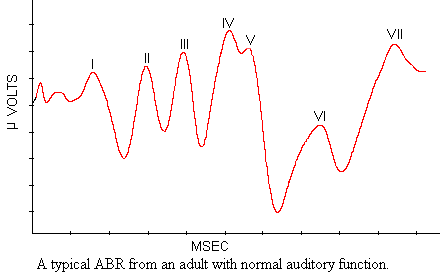 I II III IV V VI VII
μ VOLTS
MSEC
A typical ABR from an adult with normal auditory function.